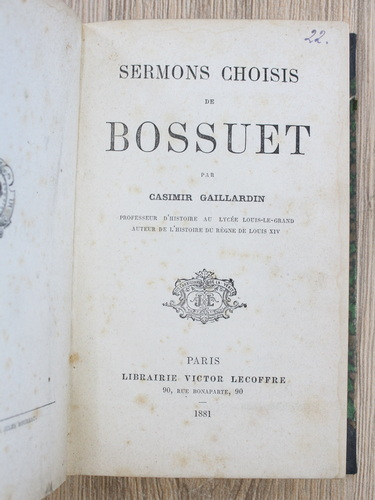 22.
SERMONS CHOISIS
DE
BOSSUET
PAR
CASIMIR GAILLARDIN
PROFESSEUR D'HISTOIRE AU LYCÉE LOUIS-LE-GRAND
AUTEUR DE L'HISTOIRE DU RÈGNE DE LOUIS XIV
PARIS
LIBRAIRIE VICTOR LECOFFRE
90, RUE BONAPARTE, 90
—
1881